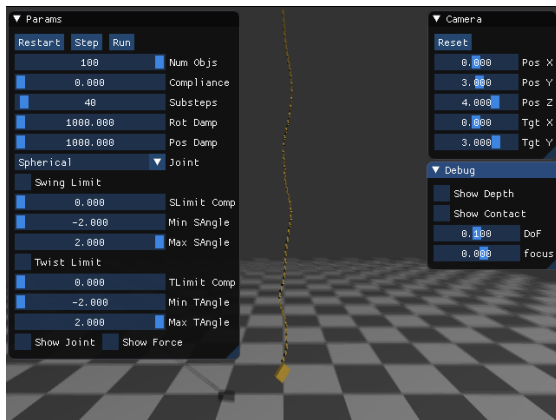 Params
Restart Step Run
100 Num Objs
0.000 Compliance
40 Substeps
1000.000 Rot Damp
1000.000 Pos Damp
Spherical Joint
Swing Limit
0.000 SLimit Comp
-2.000 Min SAngle
2.000 Max SAngle
Twist Limit
0.000 TLimit Comp
-2.000 Min TAngle
2.000 Max TAngle
Show Joint Show Force
Camera
Reset
0.000 Pos X
3.000 Pos Y
4.000 Pos Z
0.000 Tgt X
3.000 Tgt Y
Debug
Show Depth
Show Contact
0.100 DoF
0.000 focus